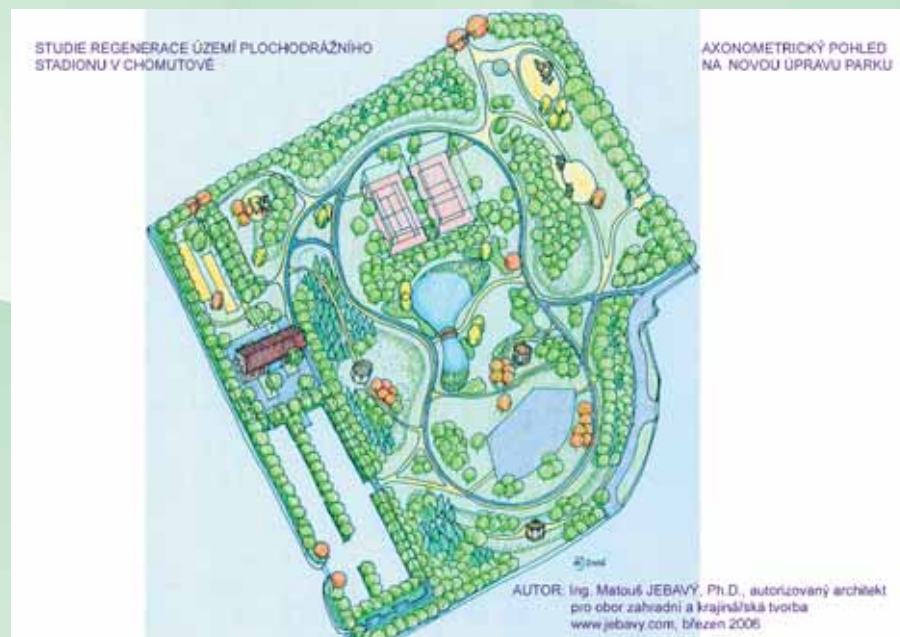 STUDIE REGENERACE ÚZEMÍ PLOCHODRÁŽNÍHO
STADIONU V CHOMUTOVĚ
AXONOMETRICKÝ POHLED
NA NOVOU ÚPRAVU PARKU
AUTOR: Ing. Matouš JEBAVÝ, Ph.D., autorizovaný architekt
pro obor zahradní a krajinářská tvorba
www.jebavy.com, březen 2006